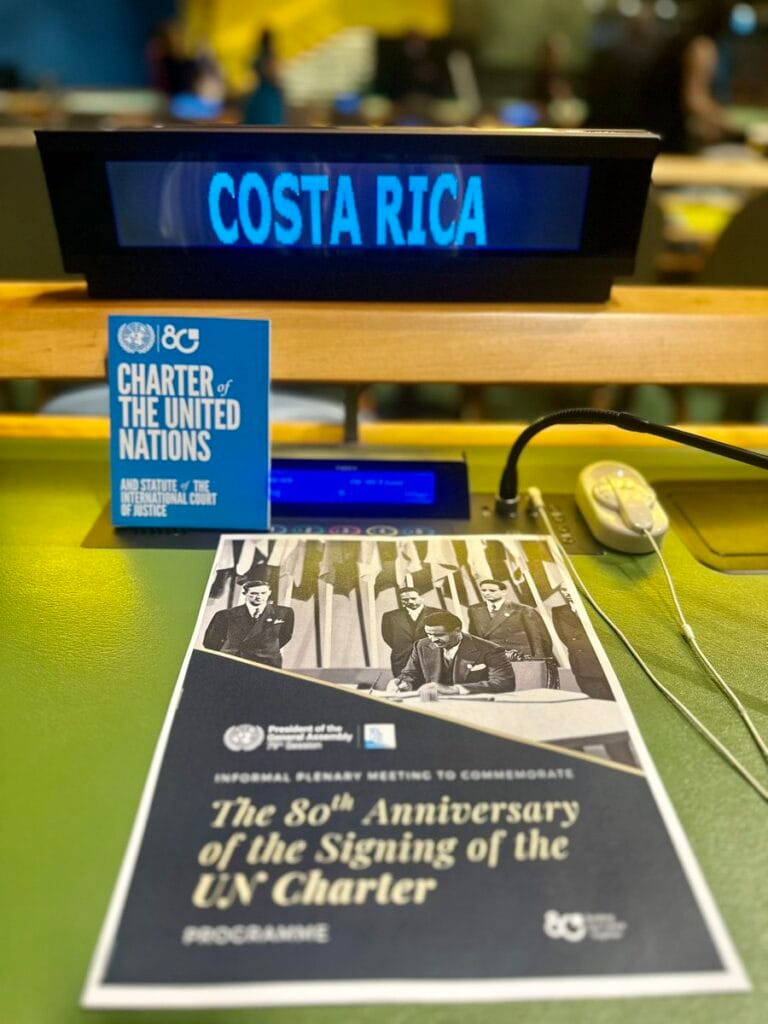 COSTA RICA
80
CHARTER of
THE UNITED
NATIONS
AND STATUTE of THE
INTERNATIONAL COURT
OF JUSTICE
President of the
General Assembly
79th Session
INFORMAL PLENARY MEETING TO COMMEMORATE
The 80th Anniversary
of the Signing of the
UN Charter
PROGRAMME
80